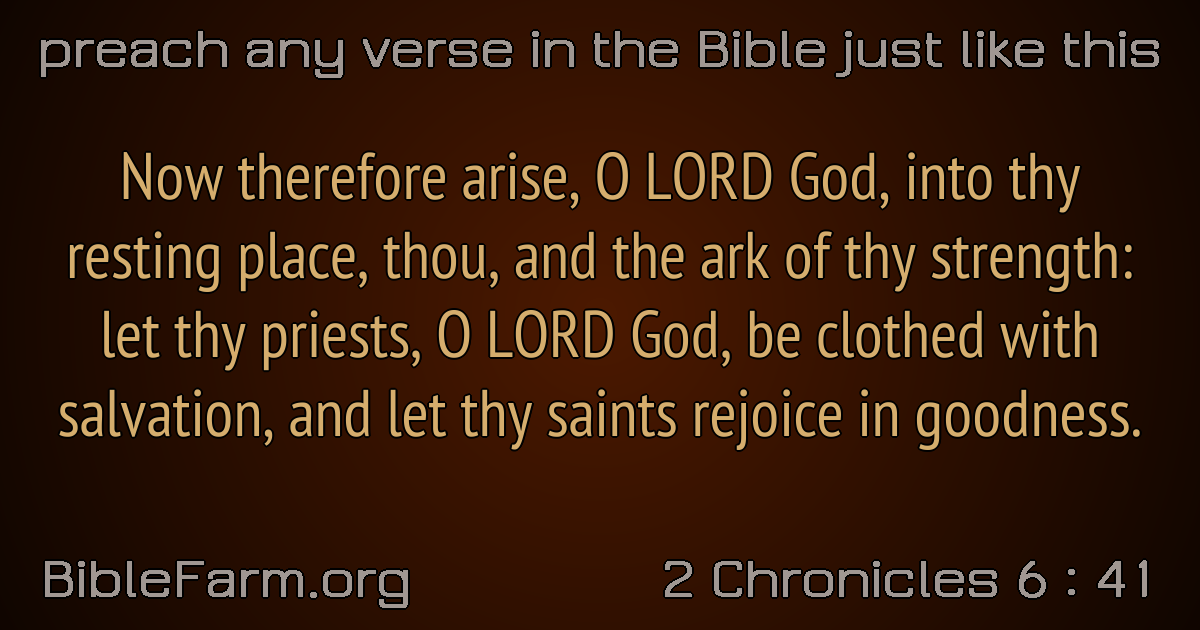 preach any verse in the Bible just like this
Now therefore arise, O LORD God, into thy
resting place, thou, and the ark of thy strength:
let thy priests, O LORD God, be clothed with
salvation, and let thy saints rejoice in goodness.
BibleFarm.org
2 Chronicles 6 : 41